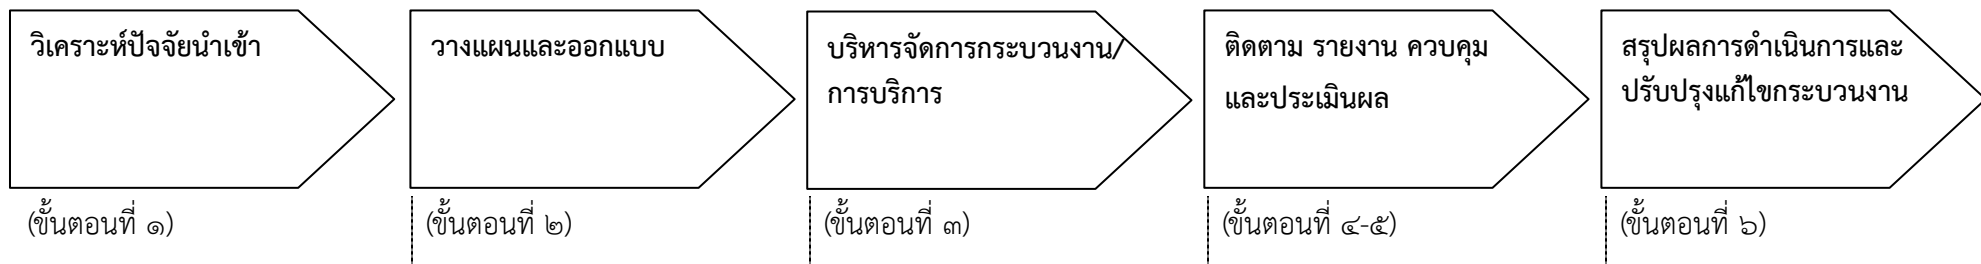 วิเคราะห์ปัจจัยนำเข้า
(ขั้นตอนที่ ๑)
วางแผนและออกแบบ
(ขั้นตอนที่ ๒)
บริหารจัดการกระบวนงาน/
การบริการ
(ขั้นตอนที่ ๓)
ติดตาม รายงาน ควบคุม
และประเมินผล
(ขั้นตอนที่ ๔-๕)
สรุปผลการดำเนินการและ
ปรับปรุงแก้ไขกระบวนงาน
(ขั้นตอนที่ ๖)